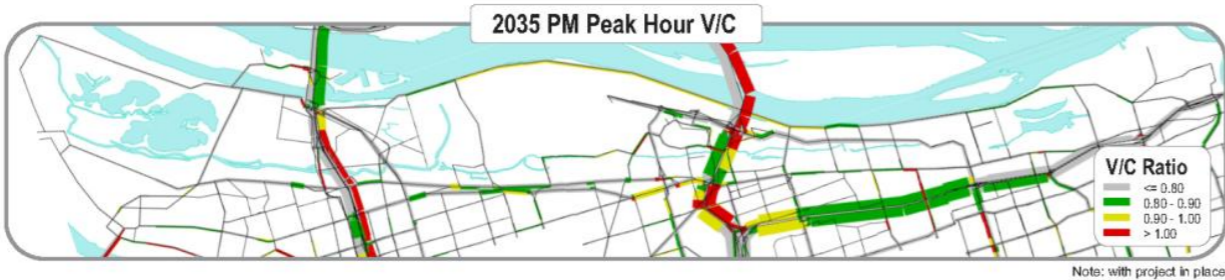 2035 PM Peak Hour V/C
V/C Ratio
<= 0.80
0.80 - 0.90
0.90 - 1.00
> 1.00
Note: with project in place